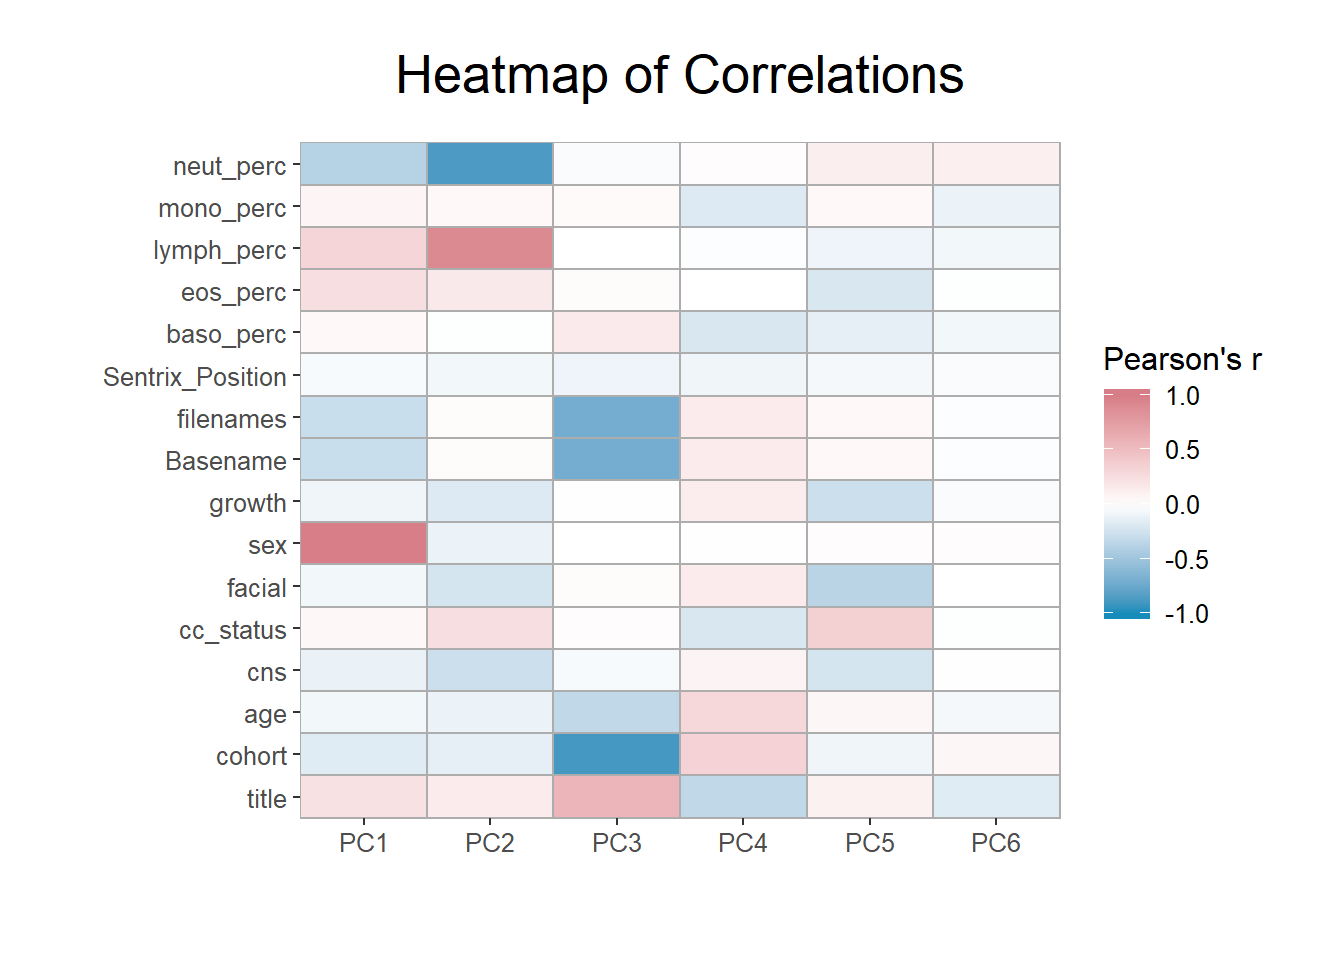 Heatmap of Correlations
neut_perc
mono_perc
lymph_perc
eos_perc
baso_perc
Sentrix_Position
filenames
Basename
growth
sex
facial
cc_status
cns
age
cohort
title
PC1 PC2 PC3 PC4 PC5 PC6
Pearson's r
1.0
0.5
0.0
-0.5
-1.0